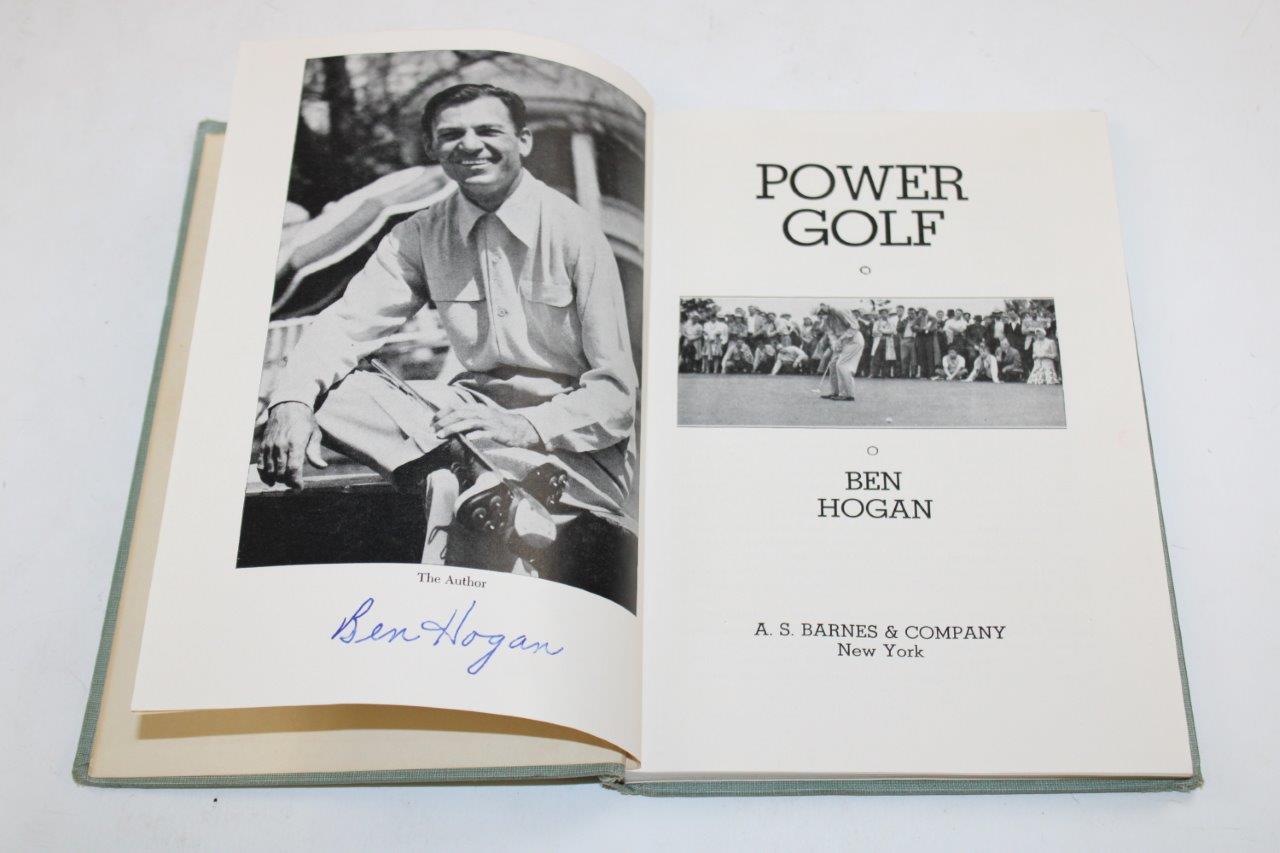 The Author
Ben Hogan
POWER
GOLF
BEN
HOGAN
A. S. BARNES & COMPANY
New York